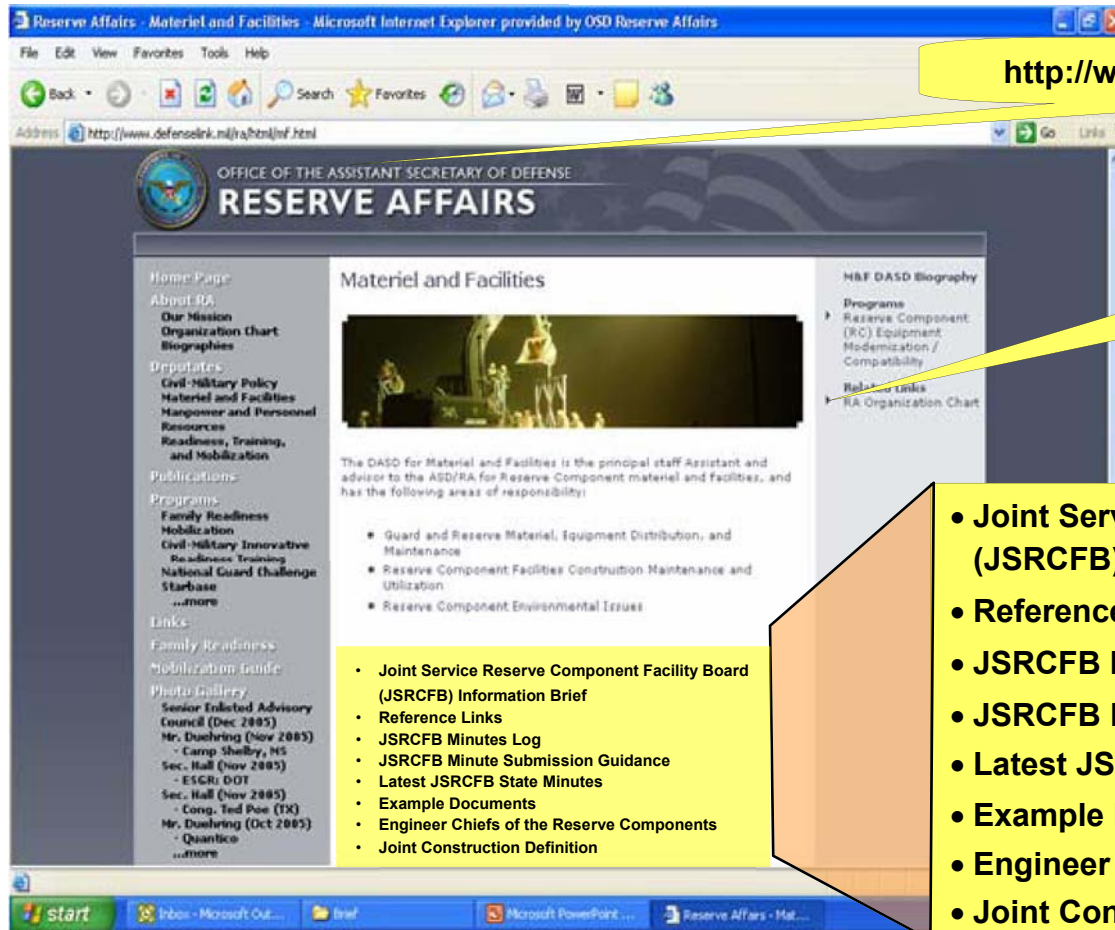 Reserve Affairs - Materiel and Facilities - Microsoft Internet Explorer provided by OSD Reserve Affairs
File Edit View Favorites Tools Help
http://w
Back Search Favorites
Address http://www.defenselink.mil/ra/html/mf.html Go Links
OFFICE OF THE ASSISTANT SECRETARY OF DEFENSE
RESERVE AFFAIRS
Home Page
About RA
Our Mission
Organization Chart
Biographies
Deputates
Civil-Military Policy
Materiel and Facilities
Manpower and Personnel
Resources
Readiness, Training,
and Mobilization
Publications
Programs
Family Readiness
Mobilization
Civil-Military Innovative
Readiness Training
National Guard Challenge
Starbase
...more
Links
Family Readiness
Mobilization Guide
Photo Gallery
Senior Enlisted Advisory
Council (Dec 2005)
Mr. Duehring (Nov 2005)
- Camp Shelby, MS
Sec. Hall (Nov 2005)
- ESGR: DOT
Sec. Hall (Nov 2005)
- Cong. Ted Poe (TX)
Mr. Duehring (Oct 2005)
- Quantico
...more
Materiel and Facilities
The DASD for Materiel and Facilities is the principal staff Assistant and
advisor to the ASD/RA for Reserve Component materiel and facilities, and
has the following areas of responsibility:
• Guard and Reserve Materiel, Equipment Distribution, and
Maintenance
• Reserve Component Facilities Construction Maintenance and
Utilization
• Reserve Component Environmental Issues
• Joint Service Reserve Component Facility Board
(JSRCFB) Information Brief
• Reference Links
• JSRCFB Minutes Log
• JSRCFB Minute Submission Guidance
• Latest JSRCFB State Minutes
• Example Documents
• Engineer Chiefs of the Reserve Components
• Joint Construction Definition
M&F DASD Biography
Programs
Reserve Component
(RC) Equipment
Modernization /
Compatibility
Related Links
RA Organization Chart
• Joint Serv
(JSRCFB)
• Reference
• JSRCFB
• JSRCFB
• Latest JS
• Example
• Engineer
• Joint Con
start Inbox - Microsoft Out... Brief Microsoft PowerPoint ... Reserve Affairs - Mat...